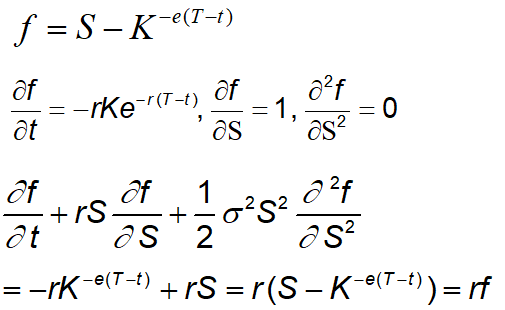 f = S − K^{−e(T−t)}
∂f/∂t = −rKe^{−r(T−t)}, ∂f/∂S = 1, ∂²f/∂S² = 0
∂f/∂t + rS ∂f/∂S + 1/2 σ²S² ∂²f/∂S²
= −rK^{−e(T−t)} + rS = r(S − K^{−e(T−t)}) = rf